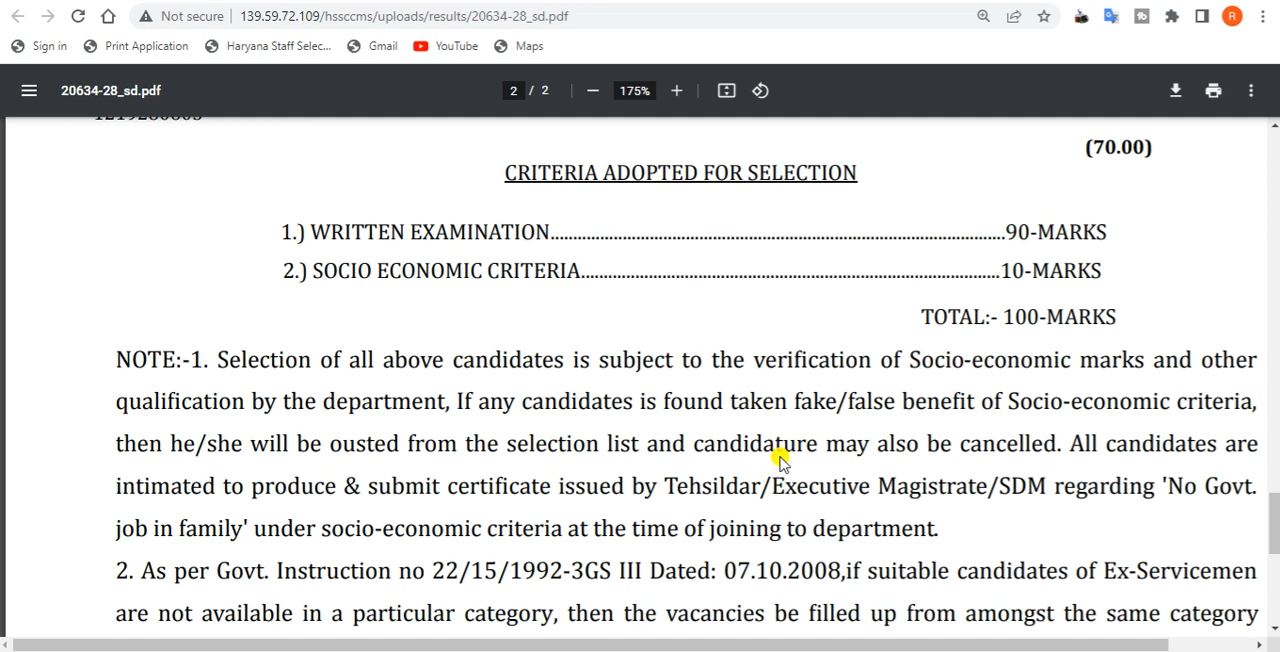 Not secure 139.59.72.109/hssccms/uploads/results/20634-28_sd.pdf
R
Sign in Print Application Haryana Staff Selec... Gmail YouTube Maps
20634-28_sd.pdf 2 / 2 175%
(70.00)
CRITERIA ADOPTED FOR SELECTION
1.) WRITTEN EXAMINATION..........................................................................................90-MARKS
2.) SOCIO ECONOMIC CRITERIA...................................................................................10-MARKS
TOTAL:- 100-MARKS
NOTE:-1. Selection of all above candidates is subject to the verification of Socio-economic marks and other
qualification by the department, If any candidates is found taken fake/false benefit of Socio-economic criteria,
then he/she will be ousted from the selection list and candidature may also be cancelled. All candidates are
intimated to produce & submit certificate issued by Tehsildar/Executive Magistrate/SDM regarding 'No Govt.
job in family' under socio-economic criteria at the time of joining to department.
2. As per Govt. Instruction no 22/15/1992-3GS III Dated: 07.10.2008,if suitable candidates of Ex-Servicemen
are not available in a particular category, then the vacancies be filled up from amongst the same category